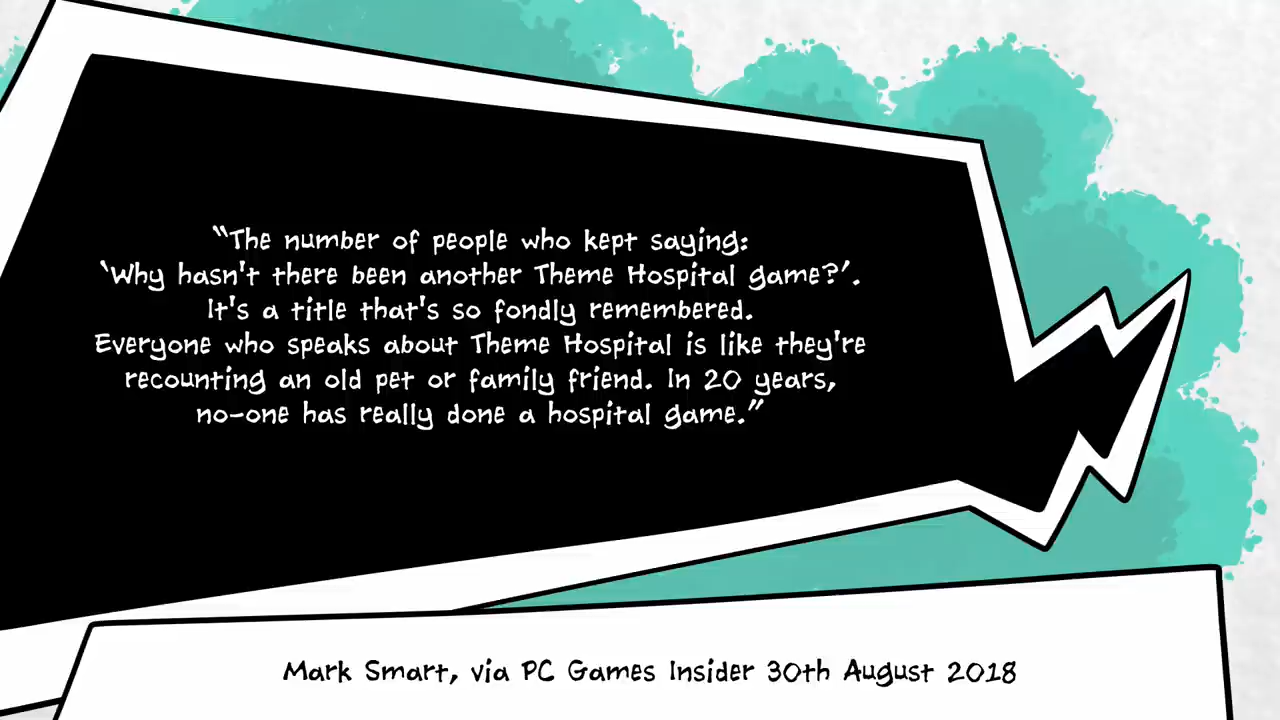 “The number of people who kept saying:
‘Why hasn't there been another Theme Hospital game?’.
It's a title that's so fondly remembered.
Everyone who speaks about Theme Hospital is like they're
recounting an old pet or family friend. In 20 years,
no-one has really done a hospital game.”
Mark Smart, via PC Games Insider 30th August 2018